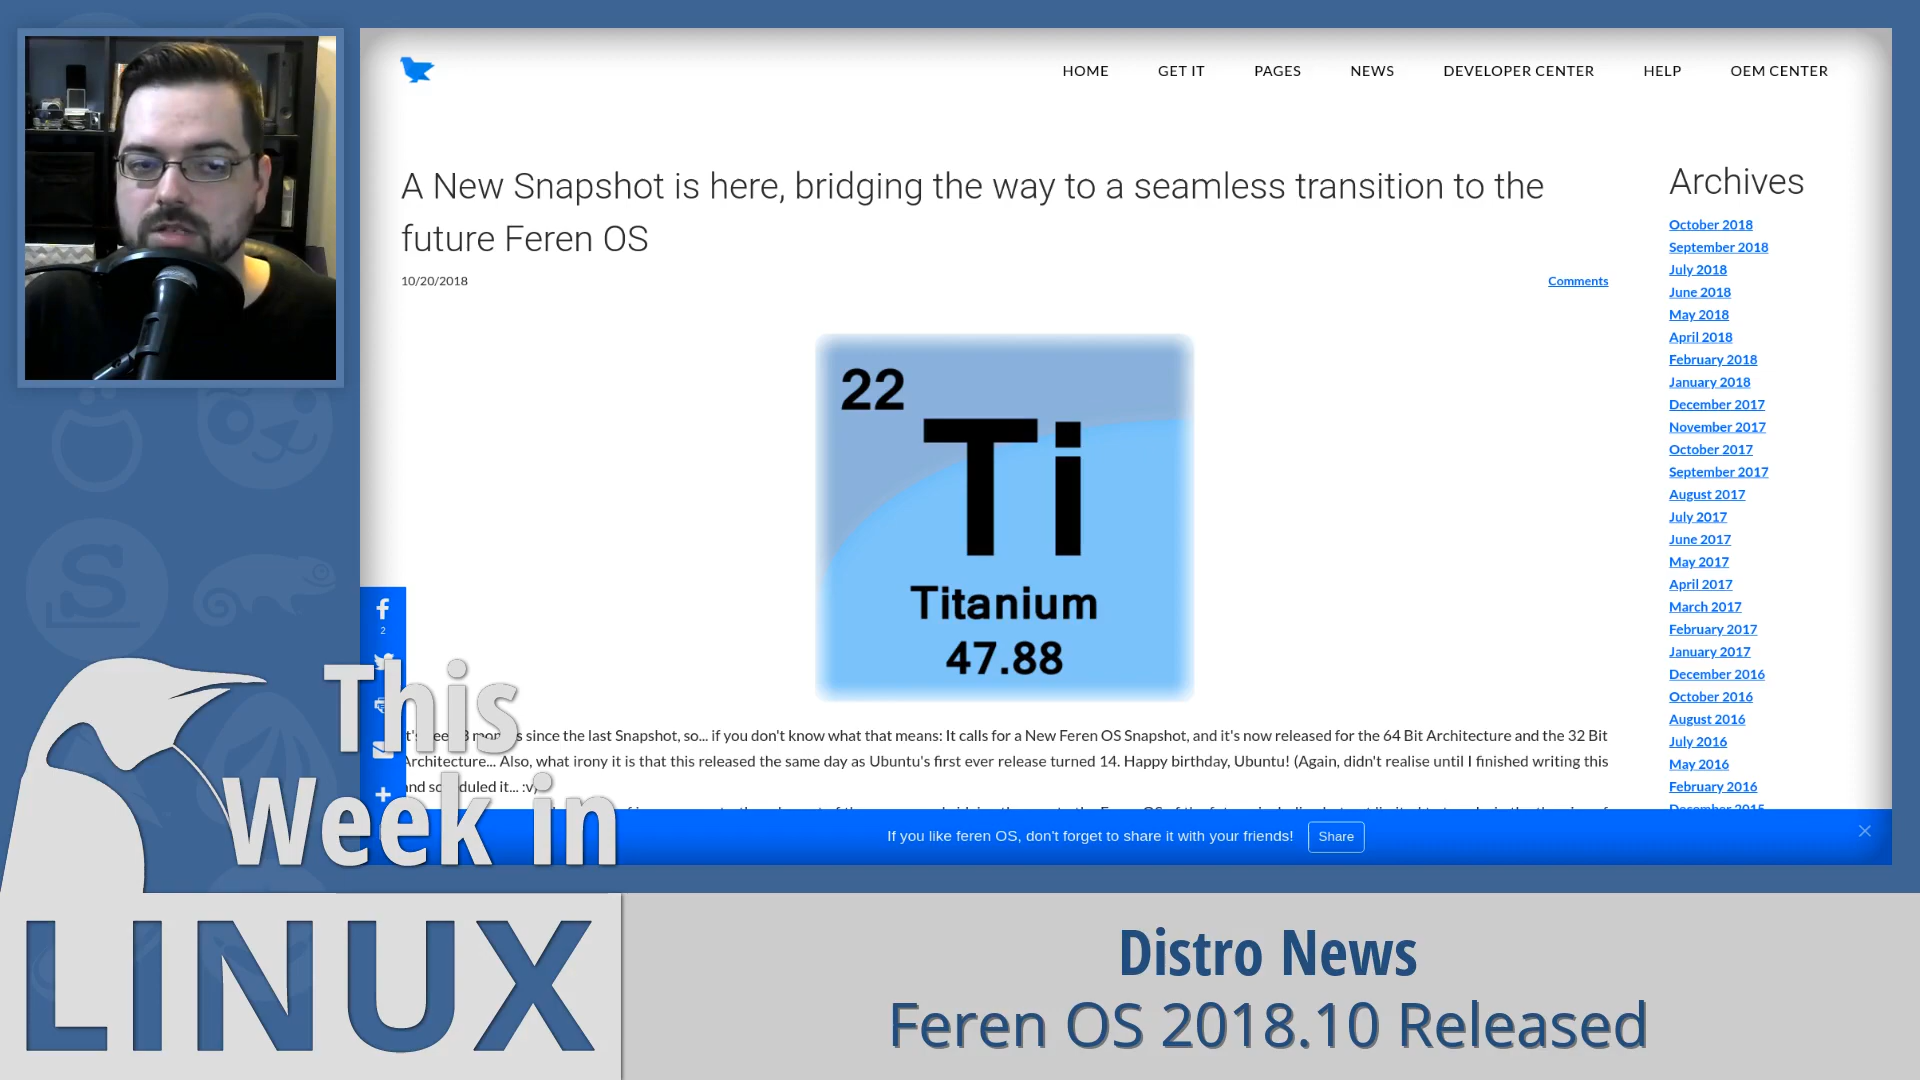 HOME GET IT PAGES NEWS DEVELOPER CENTER HELP OEM CENTER
A New Snapshot is here, bridging the way to a seamless transition to the
future Feren OS
10/20/2018
Comments
22
Ti
Titanium
47.88
since the last Snapshot, so... if you don't know what that means: It calls for a New Feren OS Snapshot, and it's now released for the 64 Bit Architecture and the 32 Bit
Architecture... Also, what irony it is that this released the same day as Ubuntu's first ever release turned 14. Happy birthday, Ubuntu! (Again, didn't realise until I finished writing this
it... :v)
Archives
October 2018
September 2018
July 2018
June 2018
May 2018
April 2018
February 2018
January 2018
December 2017
November 2017
October 2017
September 2017
August 2017
July 2017
June 2017
May 2017
April 2017
March 2017
February 2017
January 2017
December 2016
October 2016
August 2016
July 2016
May 2016
February 2016
December 2015
2
If you like feren OS, don't forget to share it with your friends! Share
This
Week in
LINUX
Distro News
Feren OS 2018.10 Released